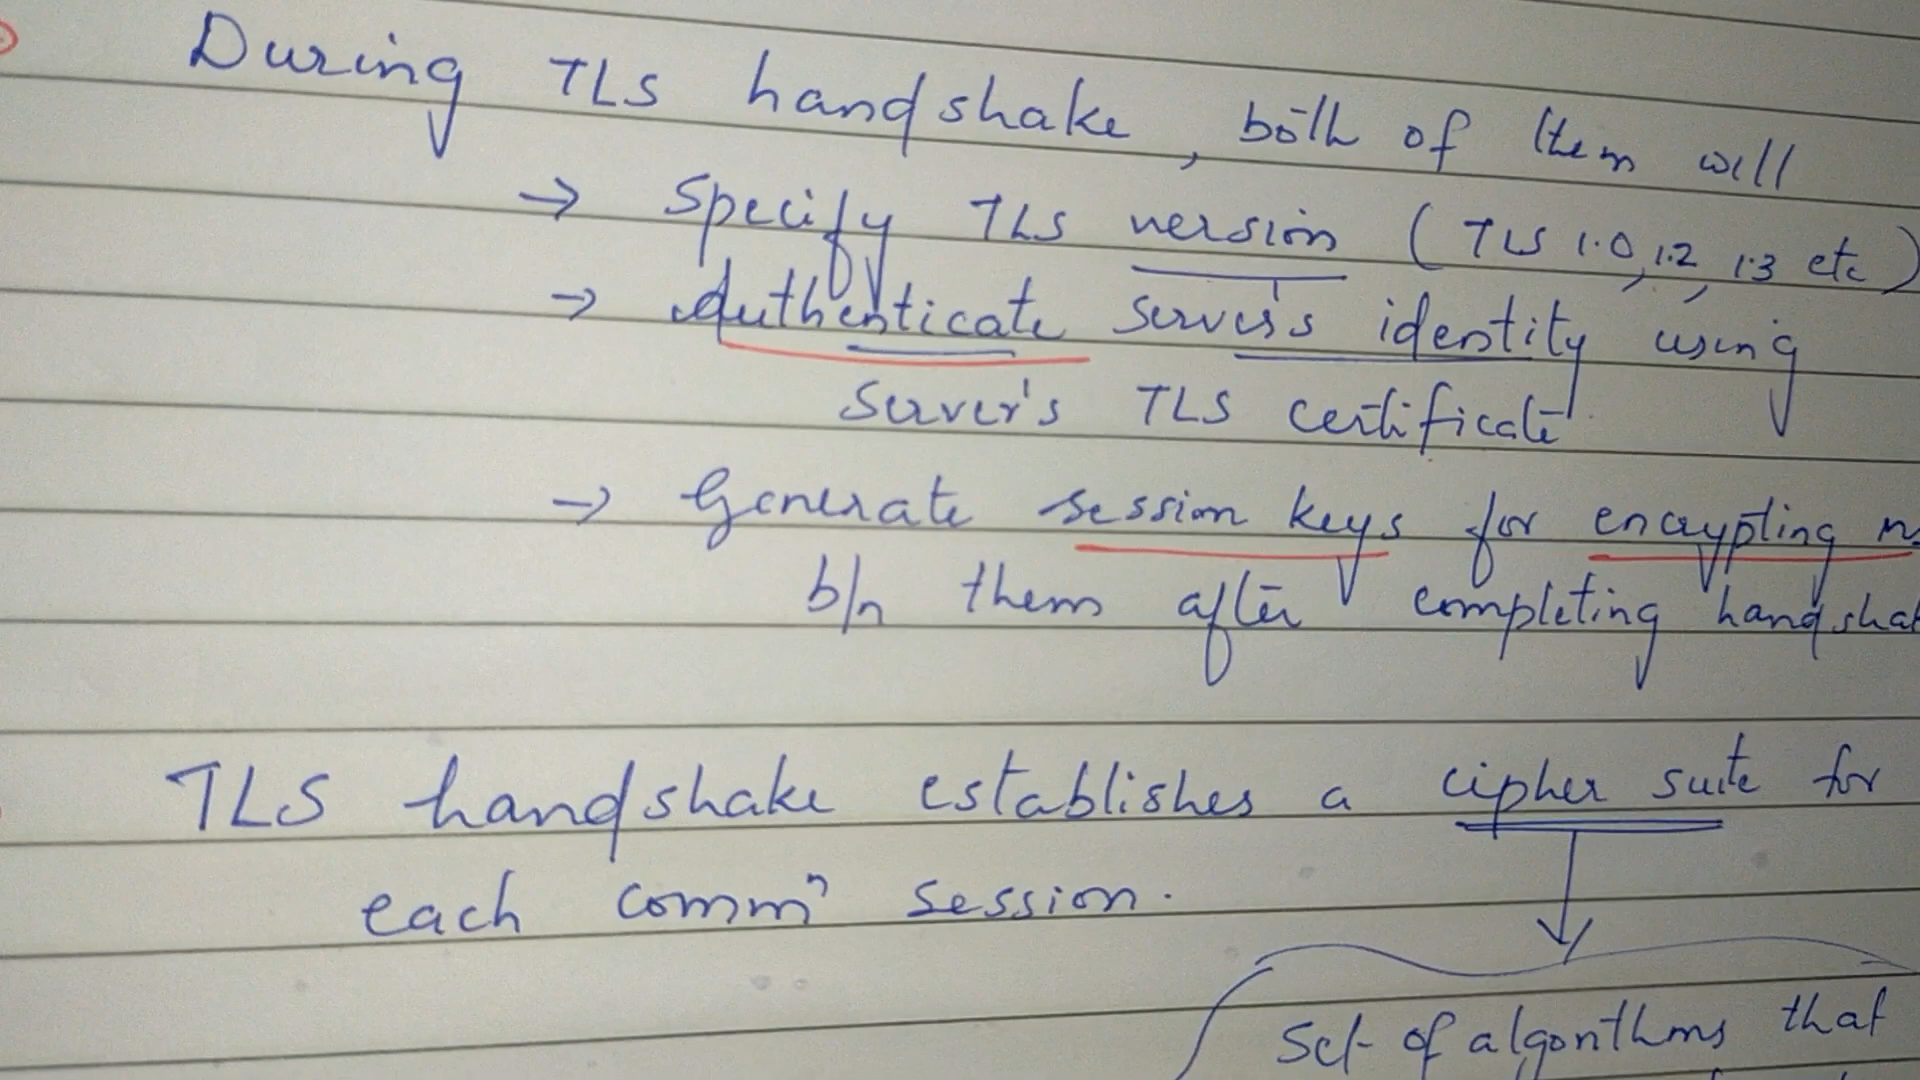 During TLS handshake, both of them will
→ Specify TLS version (TLS 1.0, 1.2, 1.3 etc)
→ Authenticate server's identity using
server's TLS certificate
→ Generate session keys for encrypting
b/n them after completing
TLS handshake establishes a cipher suite for
each commⁿ session.
Set of algorithms that